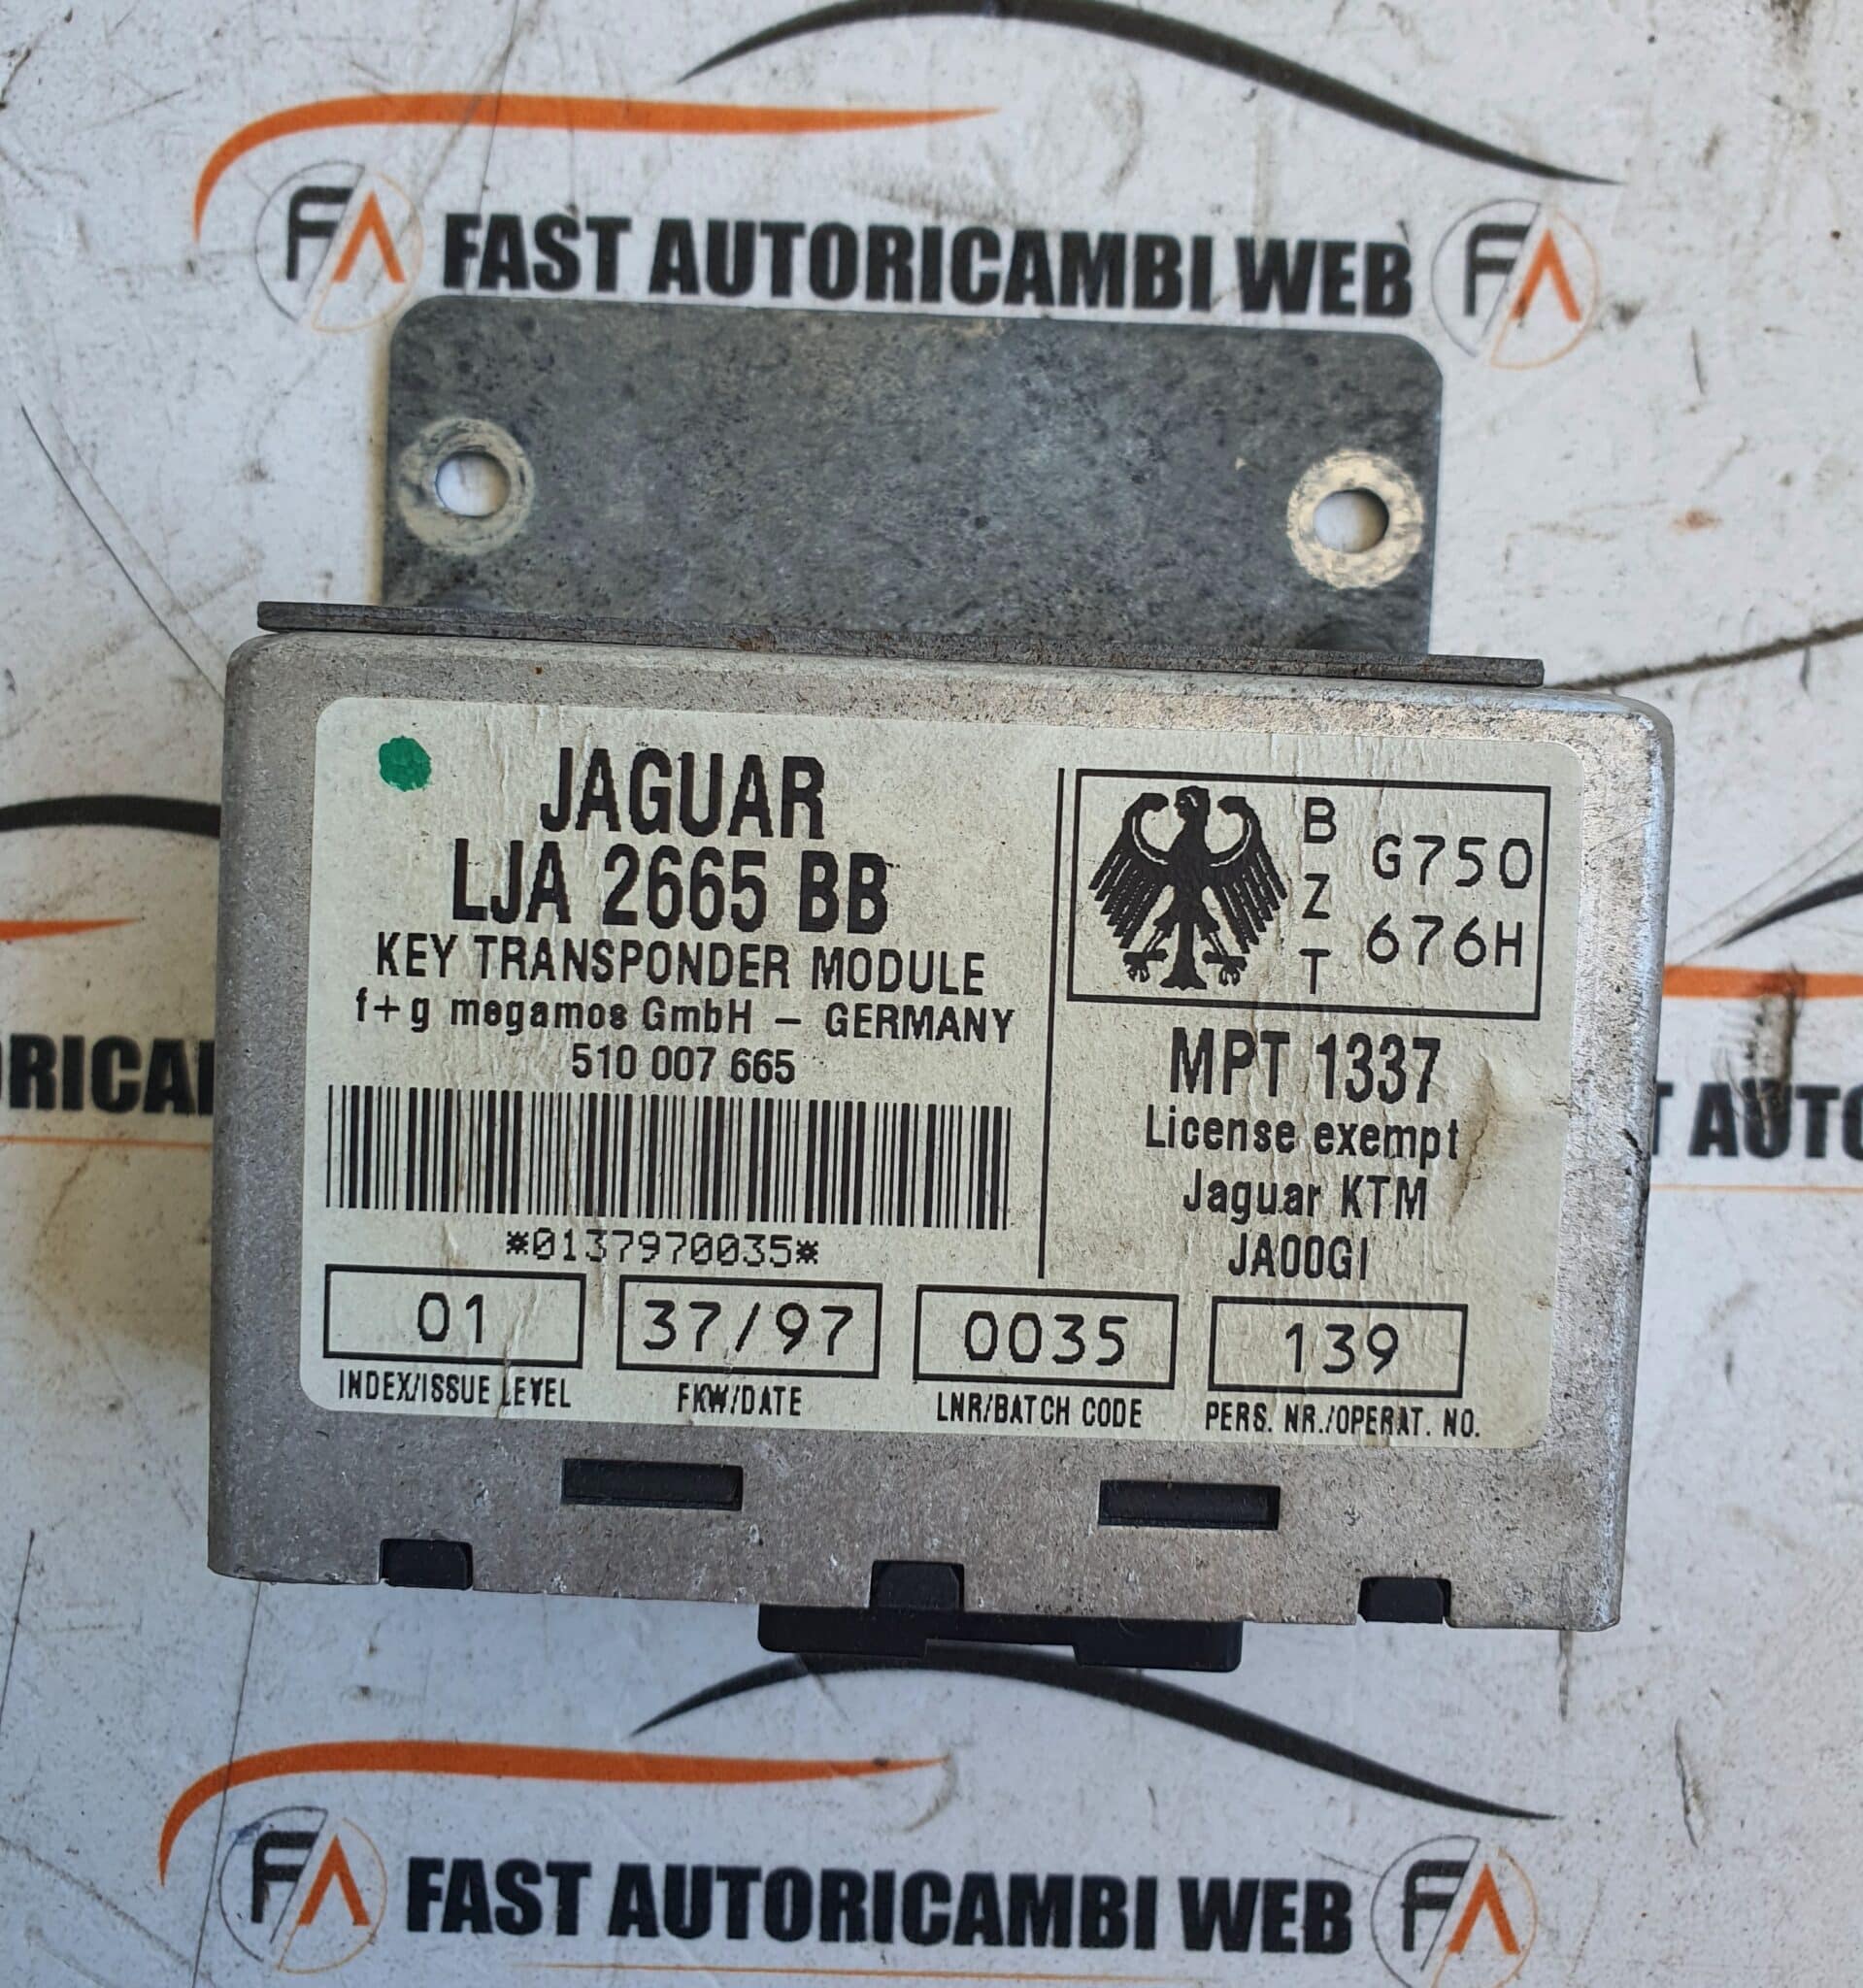 FA FAST AUTORICAMBI WEB FA
JAGUAR
LJA 2665 BB
KEY TRANSPONDER MODULE
f+g megamos GmbH – GERMANY
510 007 665
*0137970035*
B
Z
T
G750
676H
MPT 1337
License exempt
Jaguar KTM
JA00GI
01
INDEX/ISSUE LEVEL
37/97
FKW/DATE
0035
LNR/BATCH CODE
139
PERS. NR./OPERAT. NO.
ORICA
T AUTO
FA FAST AUTORICAMBI WEB FA